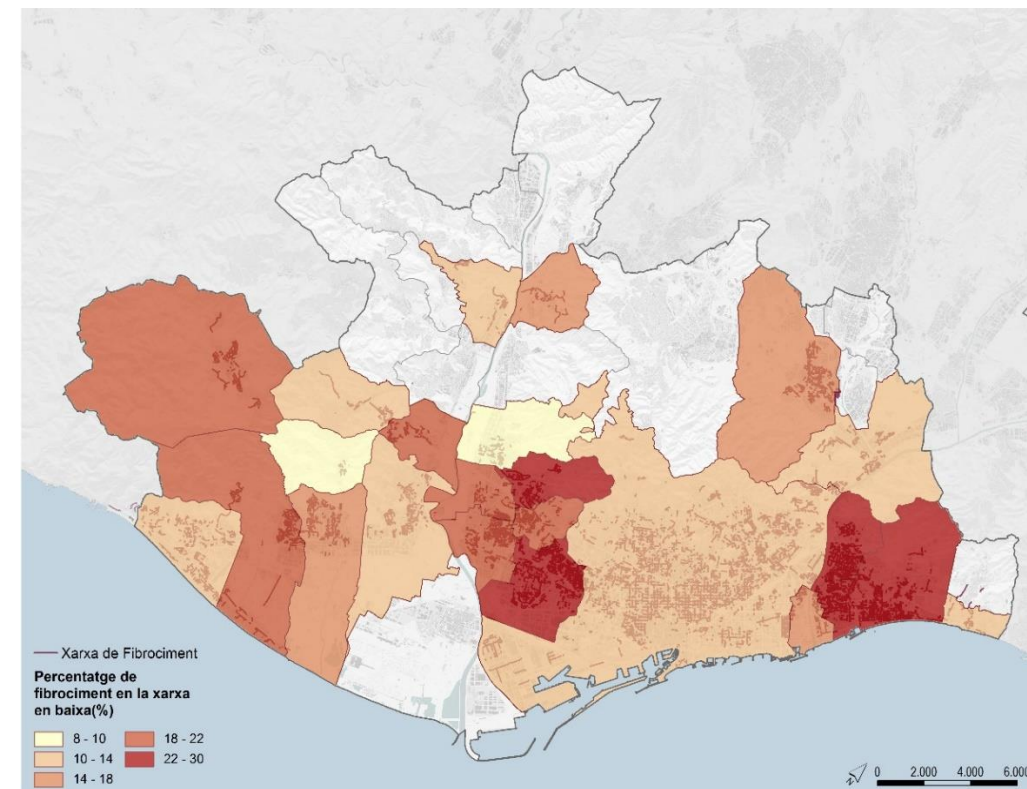 Xarxa de Fibrociment
Percentatge de
fibrociment en la xarxa
en baixa(%)
8 - 10
18 - 22
10 - 14
22 - 30
14 - 18
0 2.000 4.000 6.000